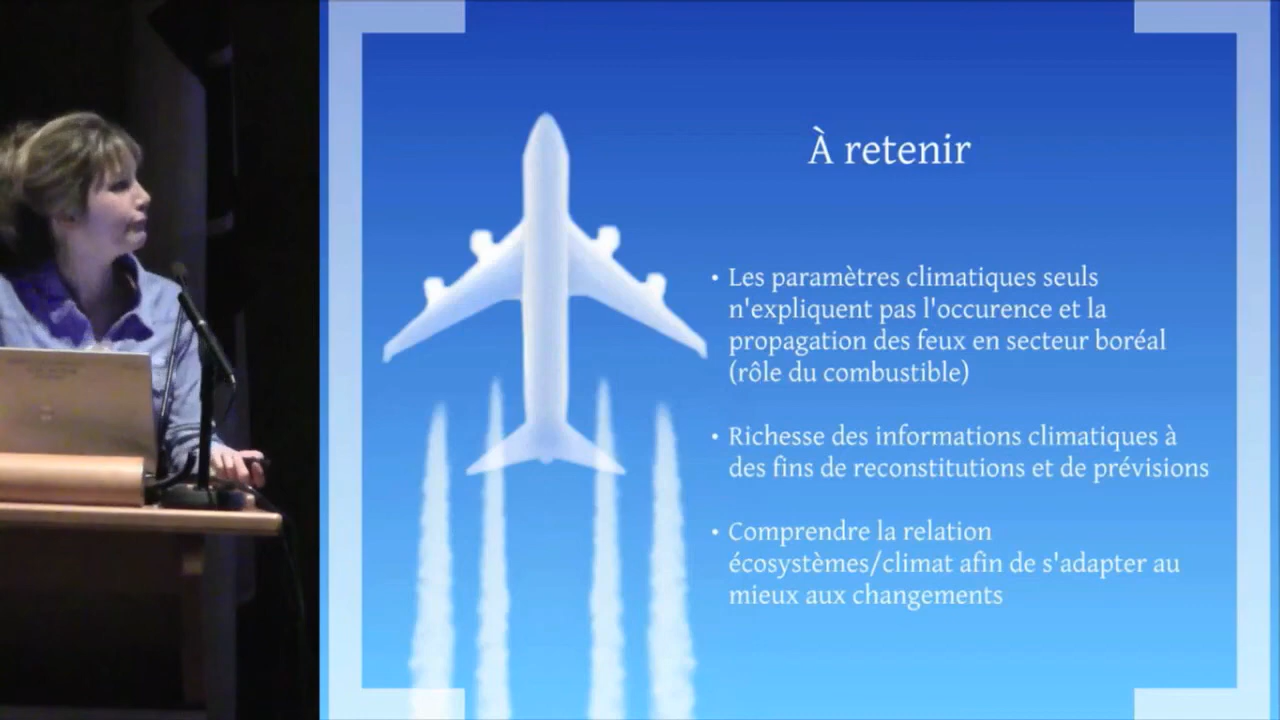 À retenir
• Les paramètres climatiques seuls
n'expliquent pas l'occurence et la
propagation des feux en secteur boréal
(rôle du combustible)
• Richesse des informations climatiques à
des fins de reconstitutions et de prévisions
• Comprendre la relation
écosystèmes/climat afin de s'adapter au
mieux aux changements